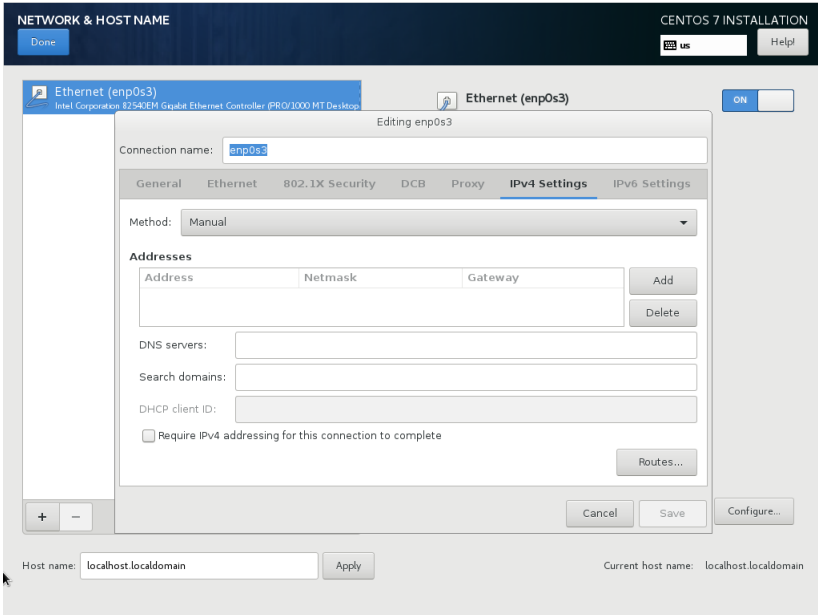 NETWORK & HOST NAME
CENTOS 7 INSTALLATION
Done
us
Help!
Ethernet (enp0s3)
Intel Corporation 82540EM Gigabit Ethernet Controller (PRO/1000 MT Desktop
Ethernet (enp0s3)
ON
Editing enp0s3
Connection name: enp0s3
General Ethernet 802.1X Security DCB Proxy IPv4 Settings IPv6 Settings
Method: Manual
Addresses
Address Netmask Gateway
Add
Delete
DNS servers:
Search domains:
DHCP client ID:
Require IPv4 addressing for this connection to complete
Routes...
+ −
Cancel Save
Configure...
Host name: localhost.localdomain Apply
Current host name: localhost.localdomain